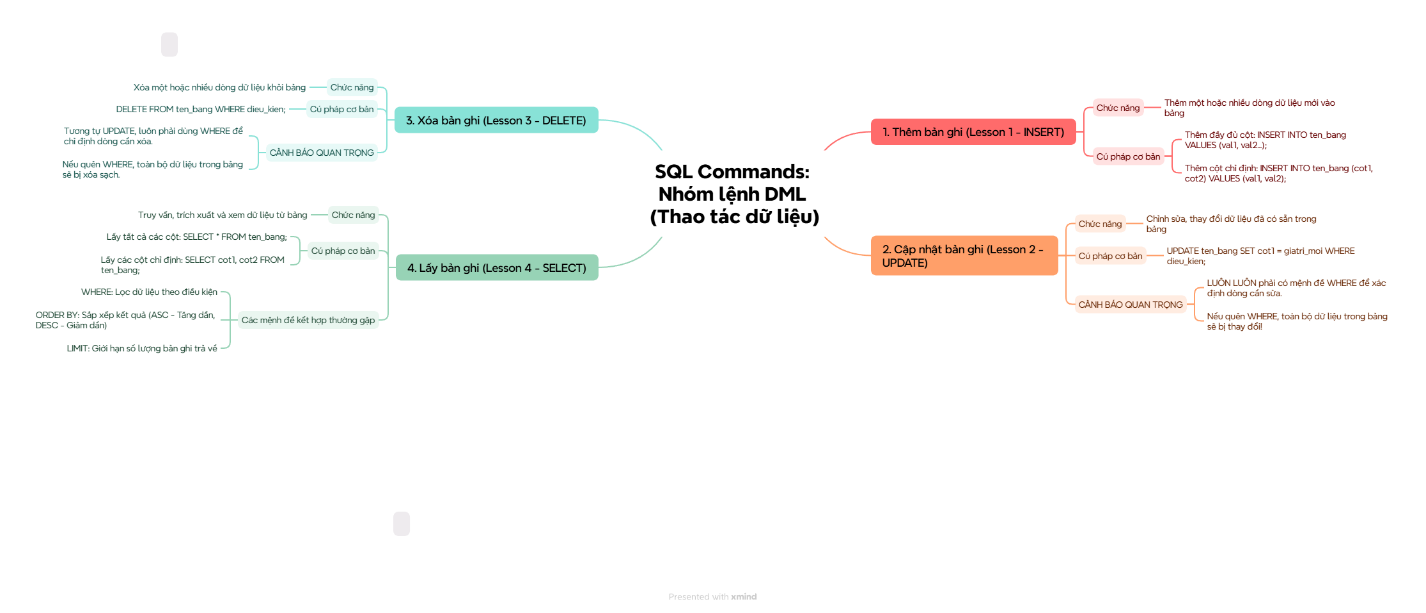 SQL Commands:
Nhóm lệnh DML
(Thao tác dữ liệu)
1. Thêm bản ghi (Lesson 1 - INSERT)
Chức năng
Thêm một hoặc nhiều dòng dữ liệu mới vào
bảng
Cú pháp cơ bản
Thêm đầy đủ cột: INSERT INTO ten_bang
VALUES (val1, val2...);
Thêm cột chỉ định: INSERT INTO ten_bang (cot1,
cot2) VALUES (val1, val2);
2. Cập nhật bản ghi (Lesson 2 -
UPDATE)
Chức năng
Chỉnh sửa, thay đổi dữ liệu đã có sẵn trong
bảng
Cú pháp cơ bản
UPDATE ten_bang SET cot1 = giatri_moi WHERE
dieu_kien;
CẢNH BÁO QUAN TRỌNG
LUÔN LUÔN phải có mệnh đề WHERE để xác
định dòng cần sửa.
Nếu quên WHERE, toàn bộ dữ liệu trong bảng
sẽ bị thay đổi!
3. Xóa bản ghi (Lesson 3 - DELETE)
Chức năng
Xóa một hoặc nhiều dòng dữ liệu khỏi bảng
Cú pháp cơ bản
DELETE FROM ten_bang WHERE dieu_kien;
CẢNH BÁO QUAN TRỌNG
Tương tự UPDATE, luôn phải dùng WHERE để
chỉ định dòng cần xóa.
Nếu quên WHERE, toàn bộ dữ liệu trong bảng
sẽ bị xóa sạch.
4. Lấy bản ghi (Lesson 4 - SELECT)
Chức năng
Truy vấn, trích xuất và xem dữ liệu từ bảng
Cú pháp cơ bản
Lấy tất cả các cột: SELECT * FROM ten_bang;
Lấy các cột chỉ định: SELECT cot1, cot2 FROM
ten_bang;
Các mệnh đề kết hợp thường gặp
WHERE: Lọc dữ liệu theo điều kiện
ORDER BY: Sắp xếp kết quả (ASC - Tăng dần,
DESC - Giảm dần)
LIMIT: Giới hạn số lượng bản ghi trả về
Presented with xmind